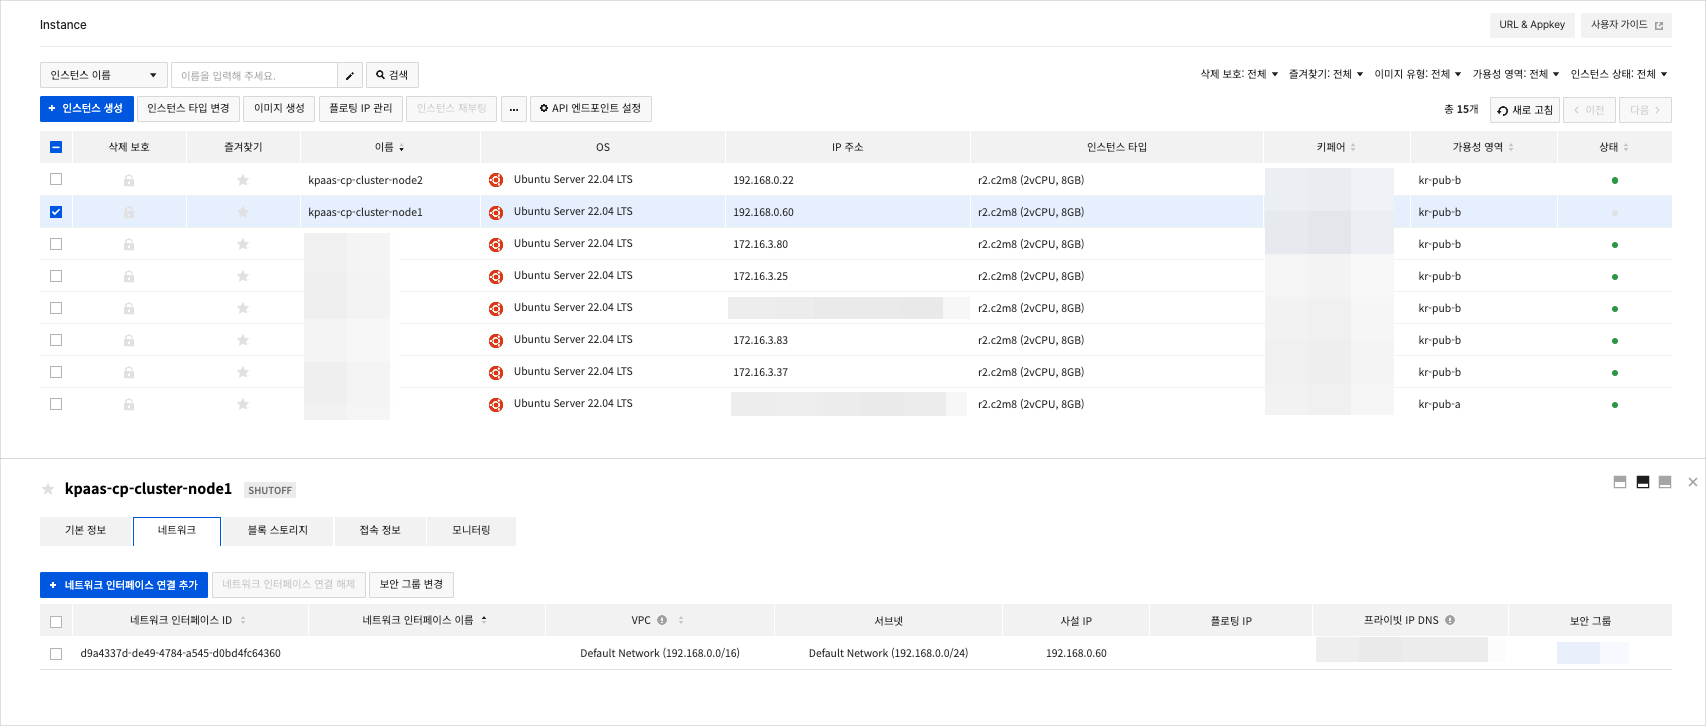 Instance
URL & Appkey
사용자 가이드
인스턴스 이름
이름을 입력해 주세요.
검색
삭제 보호: 전체
즐겨찾기: 전체
이미지 유형: 전체
가용성 영역: 전체
인스턴스 상태: 전체
+ 인스턴스 생성
인스턴스 타입 변경
이미지 생성
플로팅 IP 관리
인스턴스 재부팅
...
API 엔드포인트 설정
총 15개
새로 고침
< 이전
다음 >
삭제 보호 즐겨찾기 이름 OS IP 주소 인스턴스 타입 키페어 가용성 영역 상태
kpaas-cp-cluster-node2 Ubuntu Server 22.04 LTS 192.168.0.22 r2.c2m8 (2vCPU, 8GB) kr-pub-b
kpaas-cp-cluster-node1 Ubuntu Server 22.04 LTS 192.168.0.60 r2.c2m8 (2vCPU, 8GB) kr-pub-b
Ubuntu Server 22.04 LTS 172.16.3.80 r2.c2m8 (2vCPU, 8GB) kr-pub-b
Ubuntu Server 22.04 LTS 172.16.3.25 r2.c2m8 (2vCPU, 8GB) kr-pub-b
Ubuntu Server 22.04 LTS r2.c2m8 (2vCPU, 8GB) kr-pub-b
Ubuntu Server 22.04 LTS 172.16.3.83 r2.c2m8 (2vCPU, 8GB) kr-pub-b
Ubuntu Server 22.04 LTS 172.16.3.37 r2.c2m8 (2vCPU, 8GB) kr-pub-b
Ubuntu Server 22.04 LTS r2.c2m8 (2vCPU, 8GB) kr-pub-a
kpaas-cp-cluster-node1 SHUTOFF
기본 정보
네트워크
블록 스토리지
접속 정보
모니터링
+ 네트워크 인터페이스 연결 추가
네트워크 인터페이스 연결 해제
보안 그룹 변경
네트워크 인터페이스 ID 네트워크 인터페이스 이름 VPC 서브넷 사설 IP 플로팅 IP 프라이빗 IP DNS 보안 그룹
d9a4337d-de49-4784-a545-d0bd4fc64360 Default Network (192.168.0.0/16) Default Network (192.168.0.0/24) 192.168.0.60